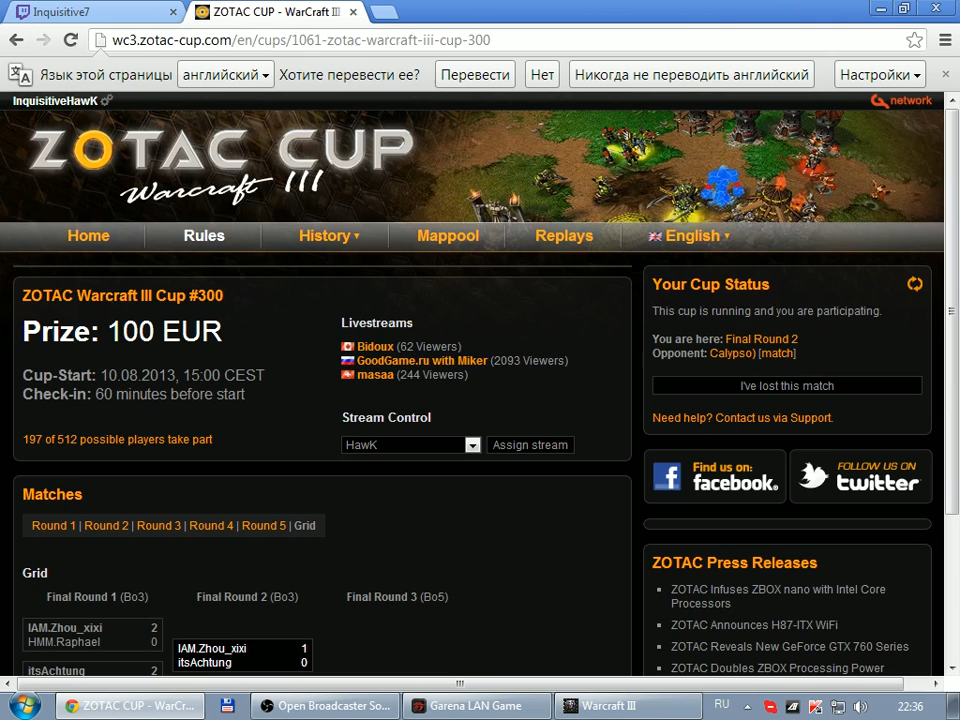 Inquisitive7
ZOTAC CUP - WarCraft III
wc3.zotac-cup.com/en/cups/1061-zotac-warcraft-iii-cup-300
Язык этой страницы английский Хотите перевести ее? Перевести Нет Никогда не переводить английский Настройки
InquisitiveHawK
network
ZOTAC CUP
Warcraft III
Home Rules History Mappool Replays English
ZOTAC Warcraft III Cup #300
Prize: 100 EUR
Cup-Start: 10.08.2013, 15:00 CEST
Check-in: 60 minutes before start
197 of 512 possible players take part
Livestreams
Bidoux (62 Viewers)
GoodGame.ru with Miker (2093 Viewers)
masaa (244 Viewers)
Stream Control
HawK Assign stream
Your Cup Status
This cup is running and you are participating.
You are here: Final Round 2
Opponent: Calypso) [match]
I've lost this match
Need help? Contact us via Support.
Find us on:
facebook.
FOLLOW US ON
twitter
Matches
Round 1 | Round 2 | Round 3 | Round 4 | Round 5 | Grid
Grid
Final Round 1 (Bo3) Final Round 2 (Bo3) Final Round 3 (Bo5)
IAM.Zhou_xixi 2
HMM.Raphael 0
IAM.Zhou_xixi 1
itsAchtung 0
itsAchtung 2
ZOTAC Press Releases
ZOTAC Infuses ZBOX nano with Intel Core
Processors
ZOTAC Announces H87-ITX WiFi
ZOTAC Reveals New GeForce GTX 760 Series
ZOTAC Doubles ZBOX Processing Power
ZOTAC CUP - WarCr... Open Broadcaster So... Garena LAN Game Warcraft III RU 22:36